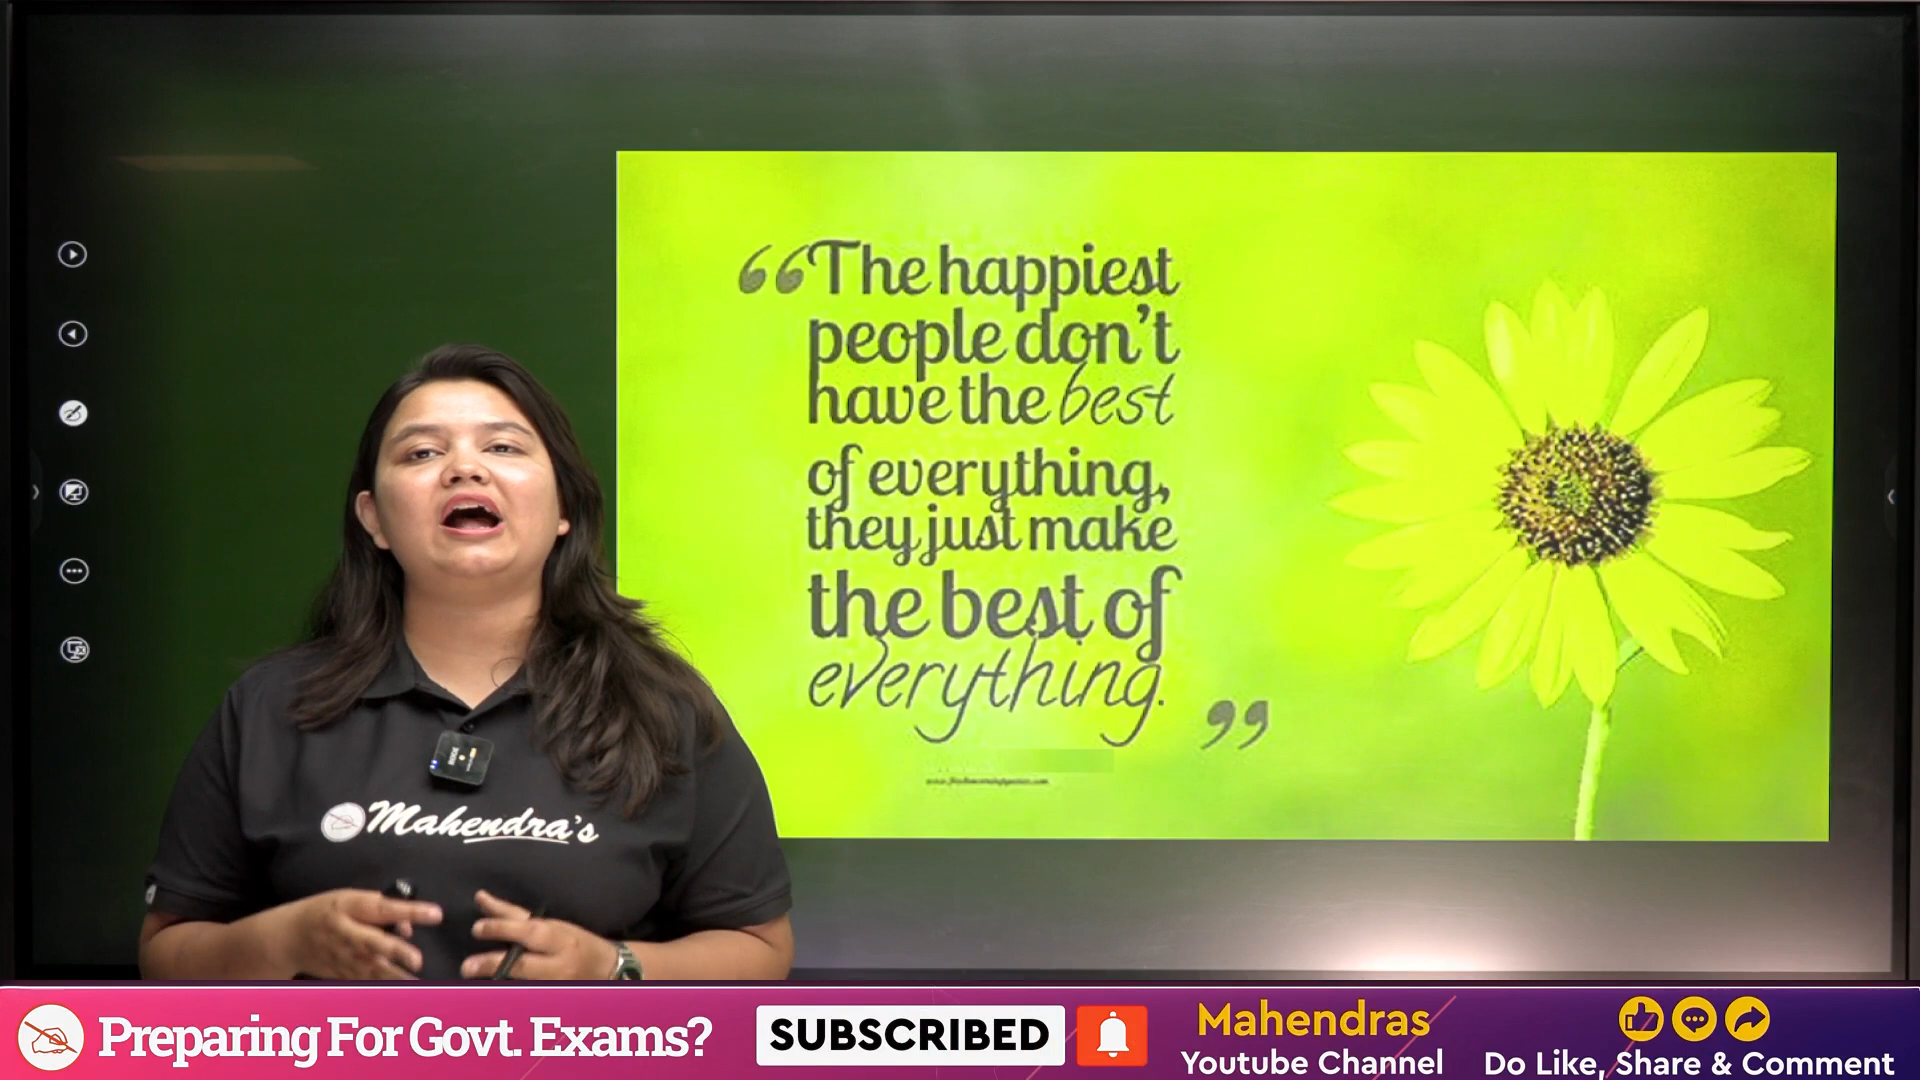 “The happiest
people don't
have the best
of everything,
they just make
the best of
everything.”
Mahendra's
Preparing For Govt. Exams?
SUBSCRIBED
Mahendras
Youtube Channel
Do Like, Share & Comment